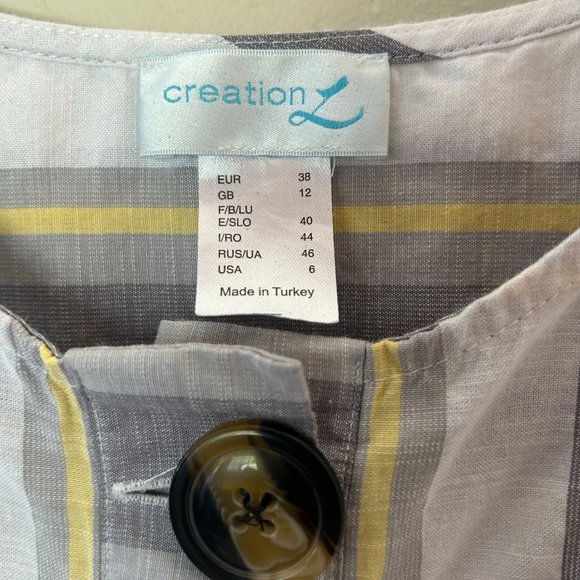 creation L
EUR 38
GB 12
F/B/LU
E/SLO 40
I/RO 44
RUS/UA 46
USA 6
Made in Turkey